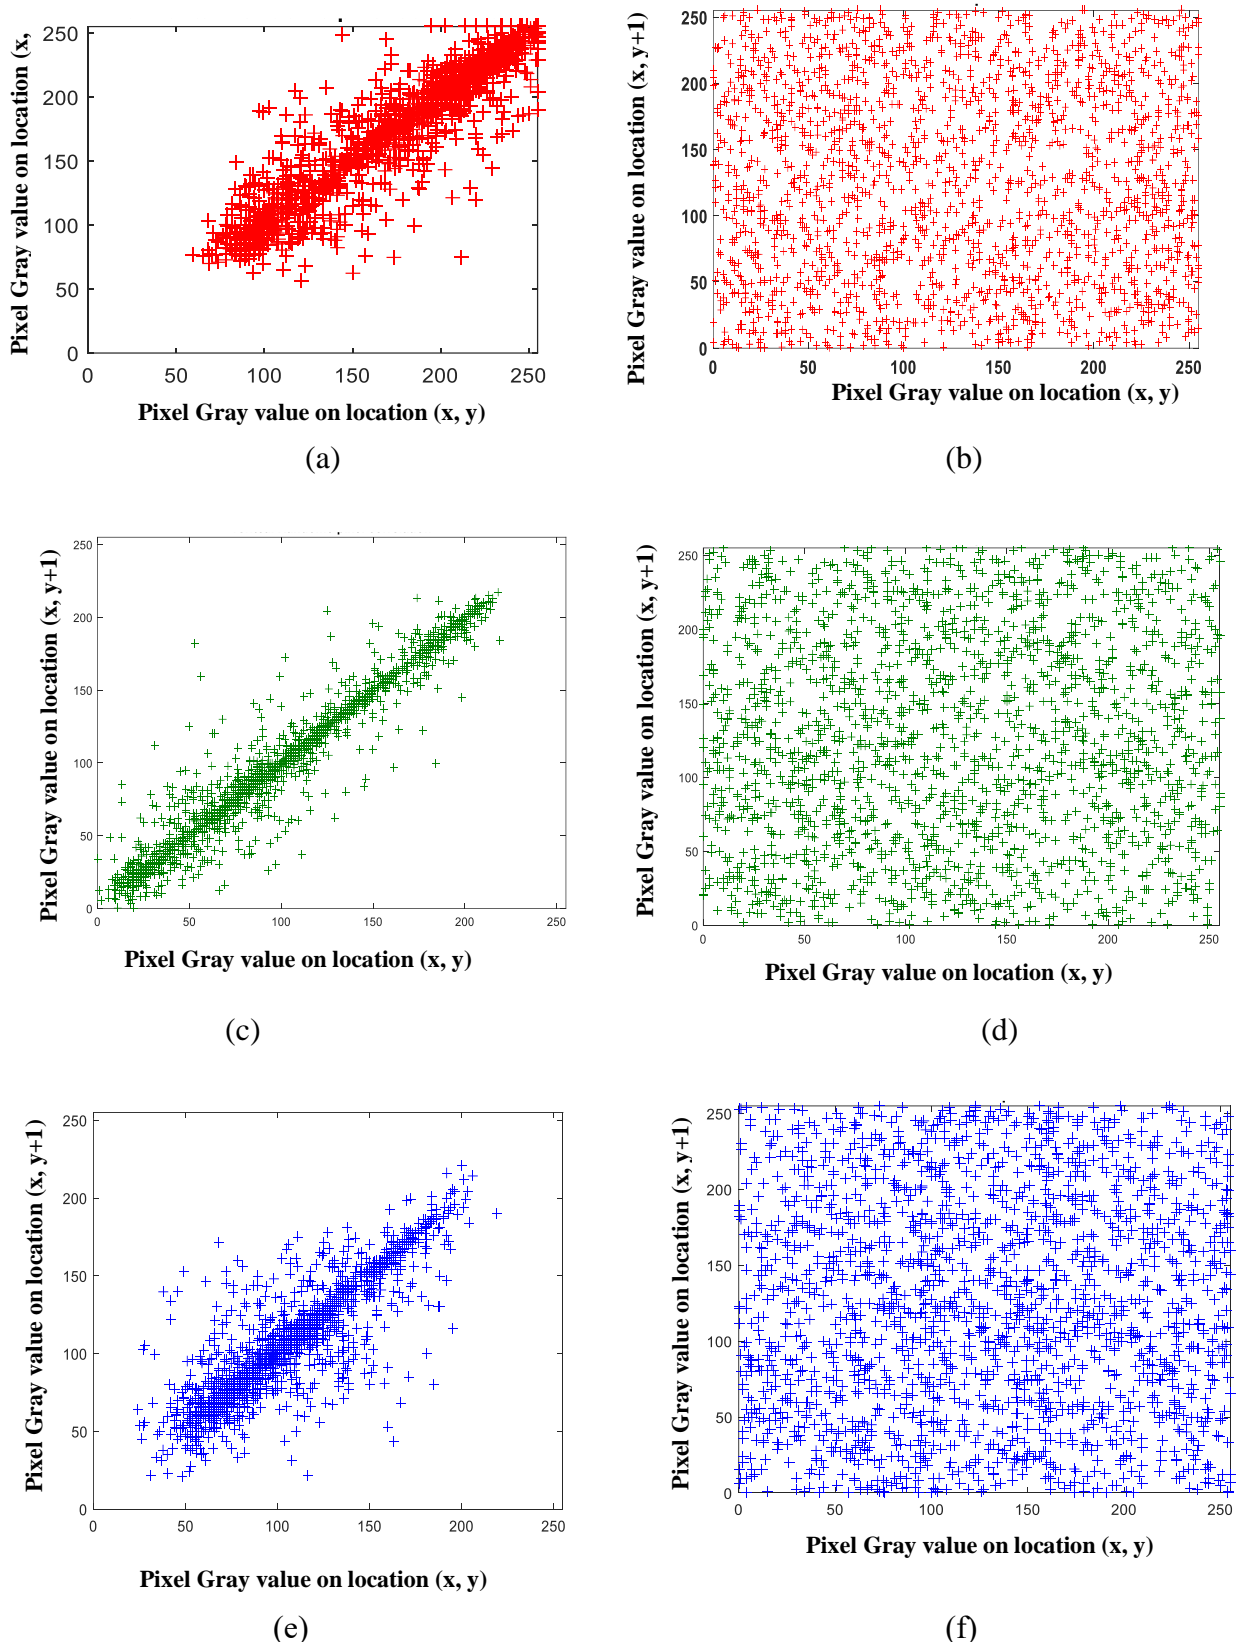 Pixel Gray value on location (x,
250
200
150
100
50
0
0 50 100 150 200 250
Pixel Gray value on location (x, y)
(a)
Pixel Gray value on location (x, y+1)
250
200
150
100
50
0
0 50 100 150 200 250
Pixel Gray value on location (x, y)
(b)
Pixel Gray value on location (x, y+1)
250
200
150
100
50
0
0 50 100 150 200 250
Pixel Gray value on location (x, y)
(c)
Pixel Gray value on location (x, y+1)
250
200
150
100
50
0
0 50 100 150 200 250
Pixel Gray value on location (x, y)
(d)
Pixel Gray value on location (x, y+1)
250
200
150
100
50
0
0 50 100 150 200 250
Pixel Gray value on location (x, y)
(e)
Pixel Gray value on location (x, y+1)
250
200
150
100
50
0
0 50 100 150 200 250
Pixel Gray value on location (x, y)
(f)